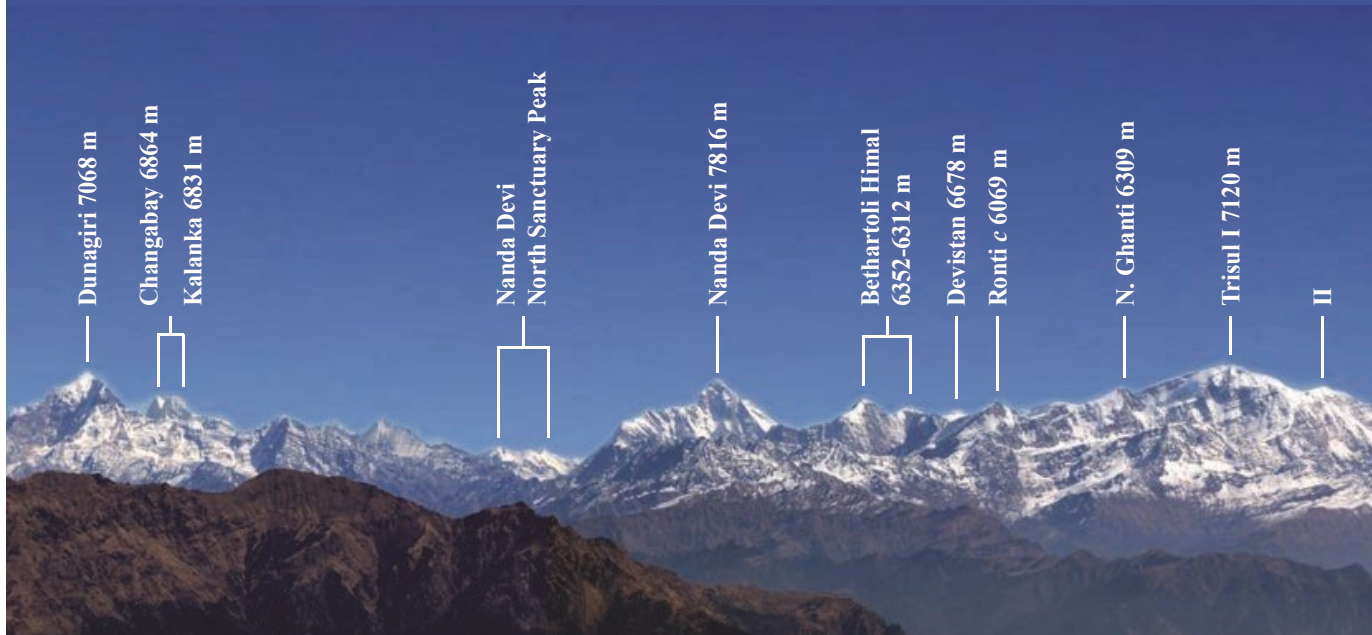 Dunagiri 7068 m
Changabay 6864 m
Kalanka 6831 m
Nanda Devi
North Sanctuary Peak
Nanda Devi 7816 m
Bethartoli Himal
6352-6312 m
Devistan 6678 m
Ronti c 6069 m
N. Ghanti 6309 m
Trisul I 7120 m
II